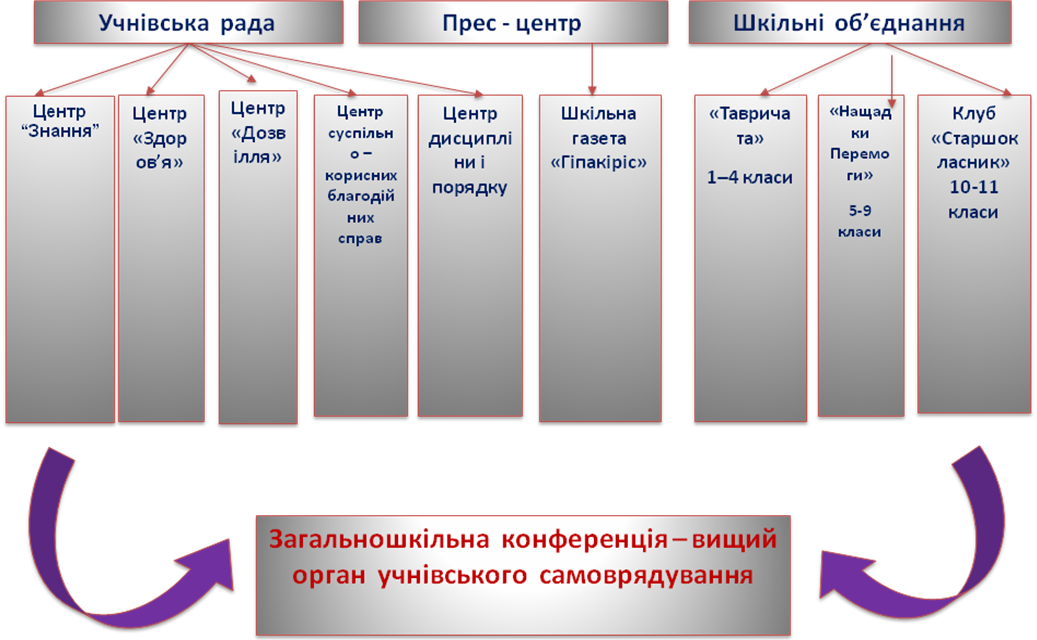 Учнівська рада
Прес - центр
Шкільні об’єднання
Центр
“Знання”
Центр
«Здор
ов’я»
Центр
«Дозв
ілля»
Центр
суспільн
о –
корисних
благодій
них
справ
Центр
дисциплі
ни і
порядку
Шкільна
газета
«Гіпакіріс»
«Таврича
та»
1–4 класи
«Нащад
ки
Перемо
ги»
5-9
класи
Клуб
«Старшок
ласник»
10-11
класи
Загальношкільна конференція – вищий
орган учнівського самоврядування